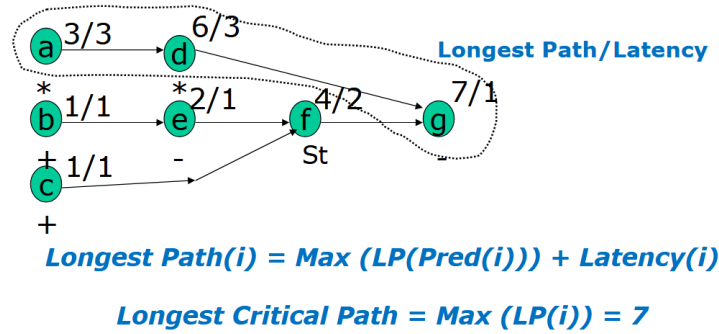 a 3/3 d 6/3 Longest Path/Latency
* *
b 1/1 e 2/1 f 4/2 g 7/1
+ - St -
c 1/1
+
Longest Path(i) = Max (LP(Pred(i))) + Latency(i)
Longest Critical Path = Max (LP(i)) = 7